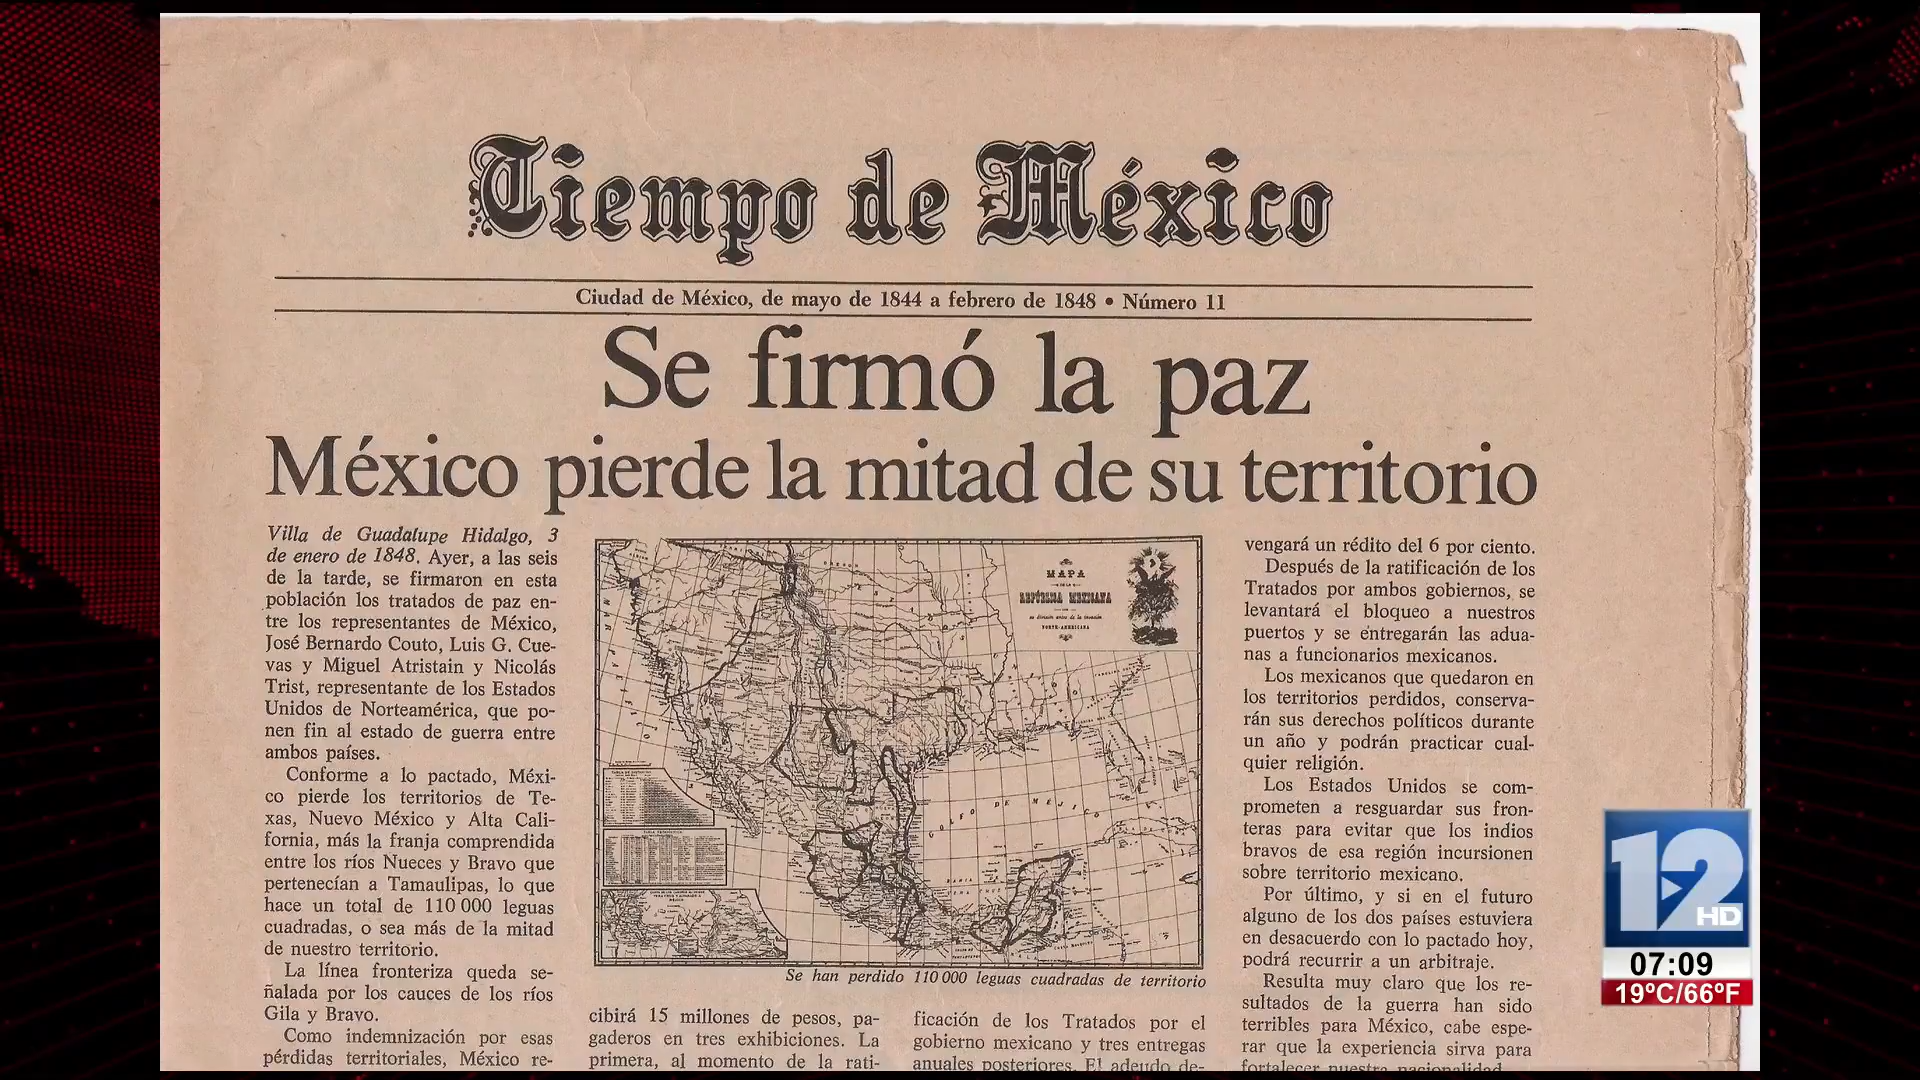 Tiempo de México
Ciudad de México, de mayo de 1844 a febrero de 1848 • Número 11
Se firmó la paz
México pierde la mitad de su territorio
Villa de Guadalupe Hidalgo, 3
de enero de 1848. Ayer, a las seis
de la tarde, se firmaron en esta
población los tratados de paz en-
tre los representantes de México,
José Bernardo Couto, Luis G. Cue-
vas y Miguel Atristain y Nicolás
Trist, representante de los Estados
Unidos de Norteamérica, que po-
nen fin al estado de guerra entre
ambos países.
Conforme a lo pactado, Méxi-
co pierde los territorios de Te-
xas, Nuevo México y Alta Cali-
fornia, más la franja comprendida
entre los ríos Nueces y Bravo que
pertenecían a Tamaulipas, lo que
hace un total de 110 000 leguas
cuadradas, o sea más de la mitad
de nuestro territorio.
La línea fronteriza queda se-
ñalada por los cauces de los ríos
Gila y Bravo.
Como indemnización por esas
pérdidas territoriales, México re-
MAPA
DE LA
REPÚBLICA MEXICANA
NORTE-AMERICANA
GOLFO DE MÉJICO
Se han perdido 110 000 leguas cuadradas de territorio
cibirá 15 millones de pesos, pa-
gaderos en tres exhibiciones. La
primera, al momento de la rati-
ficación de los Tratados por el
gobierno mexicano y tres entregas
anuales posteriores. El adeudo de-
vengará un rédito del 6 por ciento.
Después de la ratificación de los
Tratados por ambos gobiernos, se
levantará el bloqueo a nuestros
puertos y se entregarán las adua-
nas a funcionarios mexicanos.
Los mexicanos que quedaron en
los territorios perdidos, conserva-
rán sus derechos políticos durante
un año y podrán practicar cual-
quier religión.
Los Estados Unidos se com-
prometen a resguardar sus fron-
teras para evitar que los indios
bravos de esa región incursionen
sobre territorio mexicano.
Por último, y si en el futuro
alguno de los dos países estuviera
en desacuerdo con lo pactado hoy,
podrá recurrir a un arbitraje.
Resulta muy claro que los re-
sultados de la guerra han sido
terribles para México, cabe espe-
rar que la experiencia sirva para
fortalecer nuestra nacionalidad.
12
HD
07:09
19ºC/66ºF